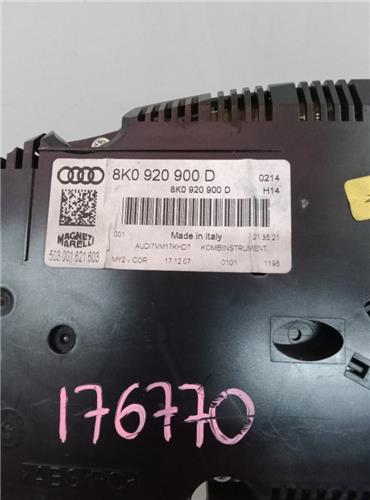 8K0 920 900 D
0214
8K0 920 900 D
H14
001
Made in Italy
21:35:21
AUDI7VM17KHD7
KOMBIINSTRUMENT.
MAGNETI
MARELLI
503.001.621.603
MY2 - COR
17.12.07
0101
1196
176770